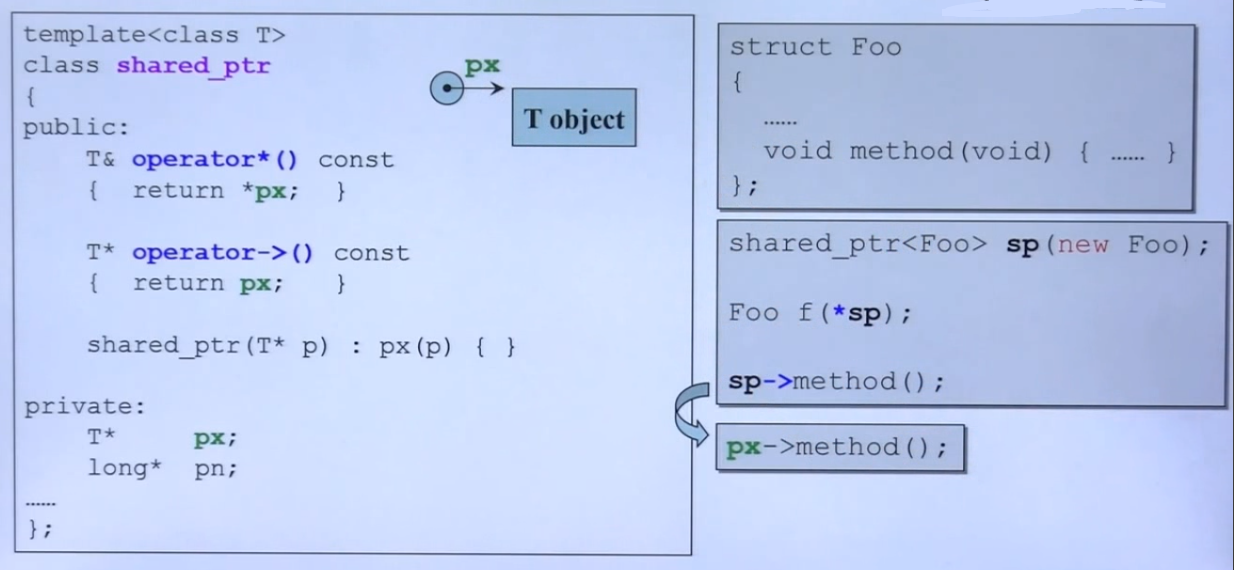 template<class T>
class shared_ptr
{
public:
T& operator*() const
{ return *px; }
T* operator->() const
{ return px; }
shared_ptr(T* p) : px(p) { }
private:
T* px;
long* pn;
……
};
px
T object
struct Foo
{
……
void method(void) { …… }
};
shared_ptr<Foo> sp(new Foo);
Foo f(*sp);
sp->method();
px->method();